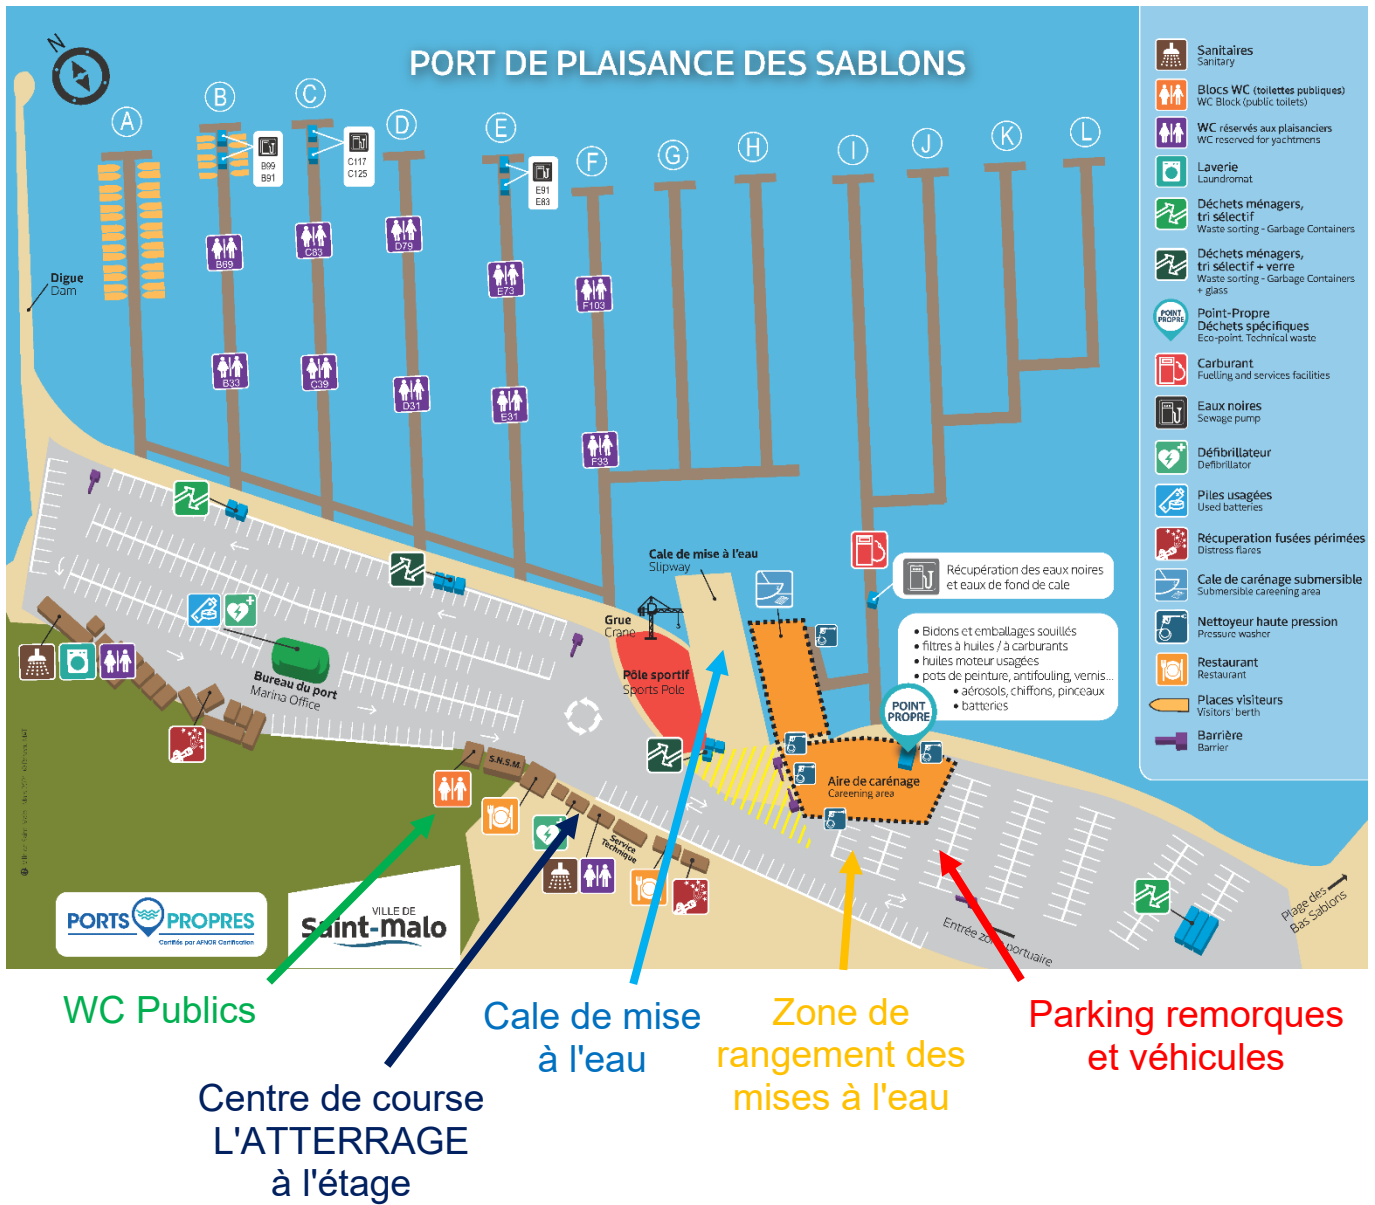 N
PORT DE PLAISANCE DES SABLONS
A
B
C
D
E
F
G
H
I
J
K
L
B99
B91
C117
C125
E91
E83
B69
C83
D79
E73
F103
B33
C39
D31
E31
F33
Digue
Dam
Cale de mise à l'eau
Slipway
Grue
Crane
Pôle sportif
Sports Pole
Bureau du port
Marina Office
Récupération des eaux noires
et eaux de fond de cale
• Bidons et emballages souillés
• filtres à huiles / à carburants
• huiles moteur usagées
• pots de peinture, antifouling, vernis...
• aérosols, chiffons, pinceaux
• batteries
POINT
PROPRE
Aire de carénage
Careening area
S.N.S.M.
Service
Technique
Entrée zone portuaire
Plage des
Bas Sablons
PORTS PROPRES
Certifiés par AFNOR Certification
VILLE DE
Saint-malo
Sanitaires
Sanitary
Blocs WC (toilettes publiques)
WC Block (public toilets)
WC réservés aux plaisanciers
WC reserved for yachtmens
Laverie
Laundromat
Déchets ménagers,
tri sélectif
Waste sorting - Garbage Containers
Déchets ménagers,
tri sélectif + verre
Waste sorting - Garbage Containers
+ glass
POINT
PROPRE
Point-Propre
Déchets spécifiques
Eco-point. Technical waste
Carburant
Fuelling and services facilities
Eaux noires
Sewage pump
Défibrillateur
Defibrillator
Piles usagées
Used batteries
Récuperation fusées périmées
Distress flares
Cale de carénage submersible
Submersible careening area
Nettoyeur haute pression
Pressure washer
Restaurant
Restaurant
Places visiteurs
Visitors' berth
Barrière
Barrier
WC Publics
Centre de course
L'ATTERRAGE
à l'étage
Cale de mise
à l'eau
Zone de
rangement des
mises à l'eau
Parking remorques
et véhicules